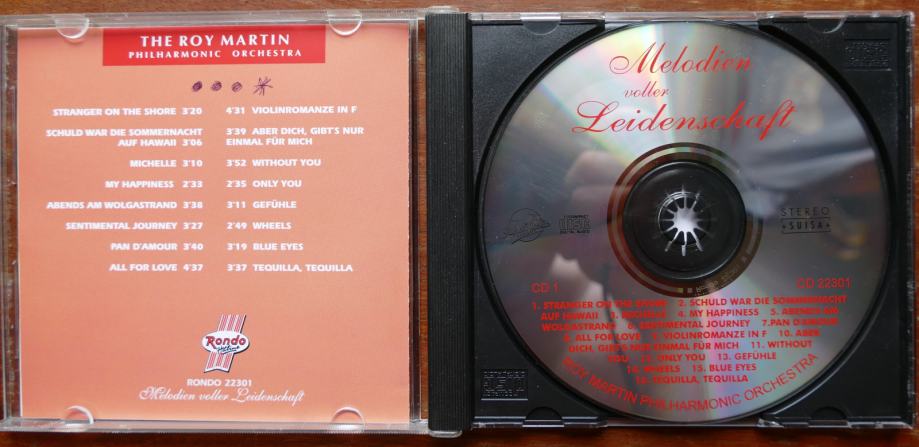 THE ROY MARTIN
PHILHARMONIC ORCHESTRA
STRANGER ON THE SHORE 3'20
SCHULD WAR DIE SOMMERNACHT
AUF HAWAII 3'06
MICHELLE 3'10
MY HAPPINESS 2'33
ABENDS AM WOLGASTRAND 3'38
SENTIMENTAL JOURNEY 3'27
PAN D'AMOUR 3'40
ALL FOR LOVE 4'37
4'31 VIOLINROMANZE IN F
3'39 ABER DICH, GIBT'S NUR
EINMAL FÜR MICH
3'52 WITHOUT YOU
2'35 ONLY YOU
3'11 GEFÜHLE
2'49 WHEELS
3'19 BLUE EYES
3'37 TEQUILLA, TEQUILLA
Rondo
RONDO 22301
Melodien voller Leidenschaft
Melodien
voller
Leidenschaft
STEREO
SUISA
CD 1
CD 22301
1. STRANGER ON THE SHORE 2. SCHULD WAR DIE SOMMERNACHT
AUF HAWAII 3. MICHELLE 4. MY HAPPINESS 5. ABENDS AM
WOLGASTRAND 6. SENTIMENTAL JOURNEY 7.PAN D'AMOUR
8. ALL FOR LOVE 9. VIOLINROMANZE IN F 10. ABER
DICH, GIBT'S NUR EINMAL FÜR MICH 11. WITHOUT
YOU 12. ONLY YOU 13. GEFÜHLE
14. WHEELS 15. BLUE EYES
16. TEQUILLA, TEQUILLA
ROY MARTIN PHILHARMONIC ORCHESTRA